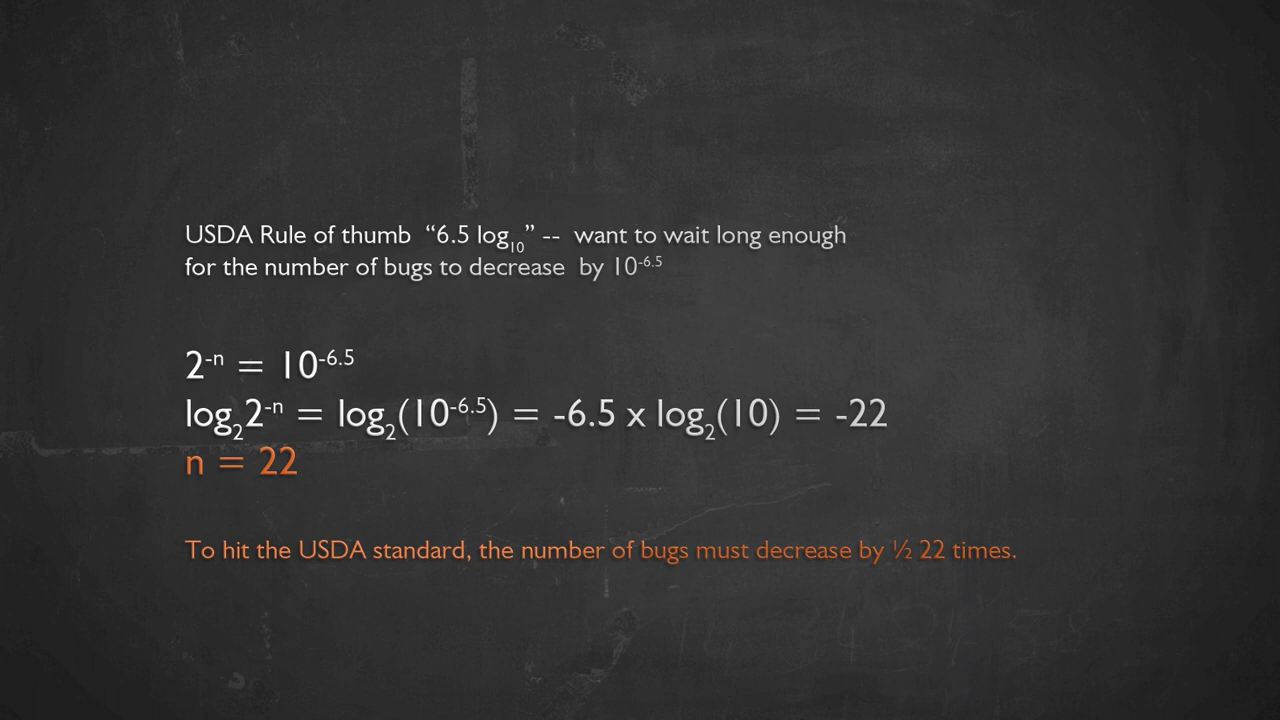 USDA Rule of thumb “6.5 log₁₀” -- want to wait long enough
for the number of bugs to decrease by 10⁻⁶·⁵
2⁻ⁿ = 10⁻⁶·⁵
log₂2⁻ⁿ = log₂(10⁻⁶·⁵) = -6.5 x log₂(10) = -22
n = 22
To hit the USDA standard, the number of bugs must decrease by ½ 22 times.